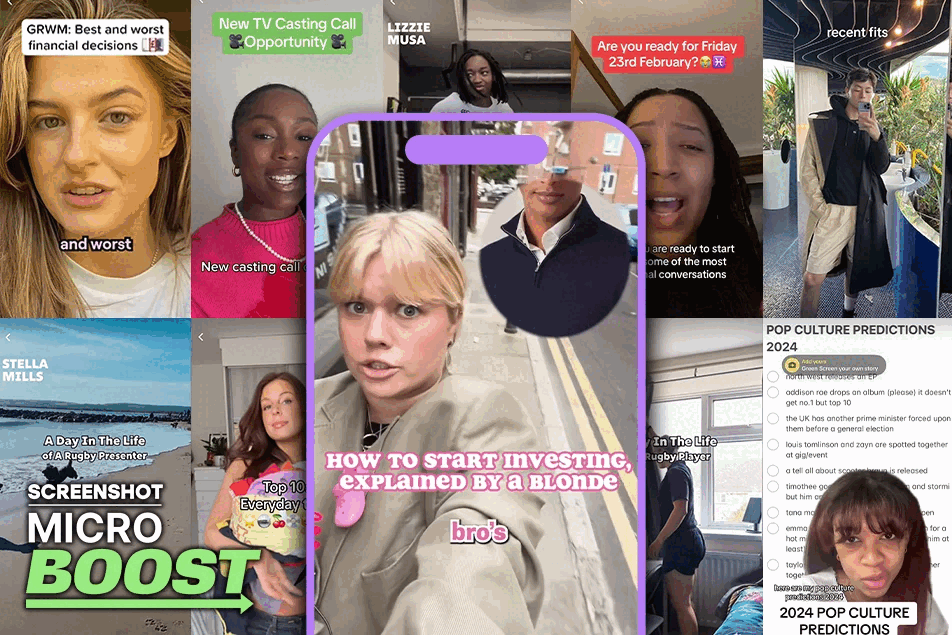 GRWM: Best and worst
financial decisions
and worst
New TV Casting Call
Opportunity
New casting call
LIZZIE
MUSA
Are you ready for Friday
23rd February?
are ready to start
ome of the most
conversations
recent fits
STELLA
MILLS
A Day In The Life
of A Rugby Presenter
Top 10
Everyday
HOW TO START INVESTING,
EXPLAINED BY A BLONDE
bro's
In The Life
Rugby Player
POP CULTURE PREDICTIONS
2024
Add yours
Green Screen your own story
north west releases an EP
addison rae drops an album (please) it doesn't
get no.1 but top 10
the UK has another prime minister forced upon
them before a general election
louis tomlinson and zayn are spotted together
at gig/event
a tell all about scooter braun is released
timothee
and stormi
but him
tana
emma
for a
hot
him at
least
toge
here are my pop culture
predictions 2024
2024 POP CULTURE
PREDICTIONS
SCREENSHOT
MICRO
BOOST